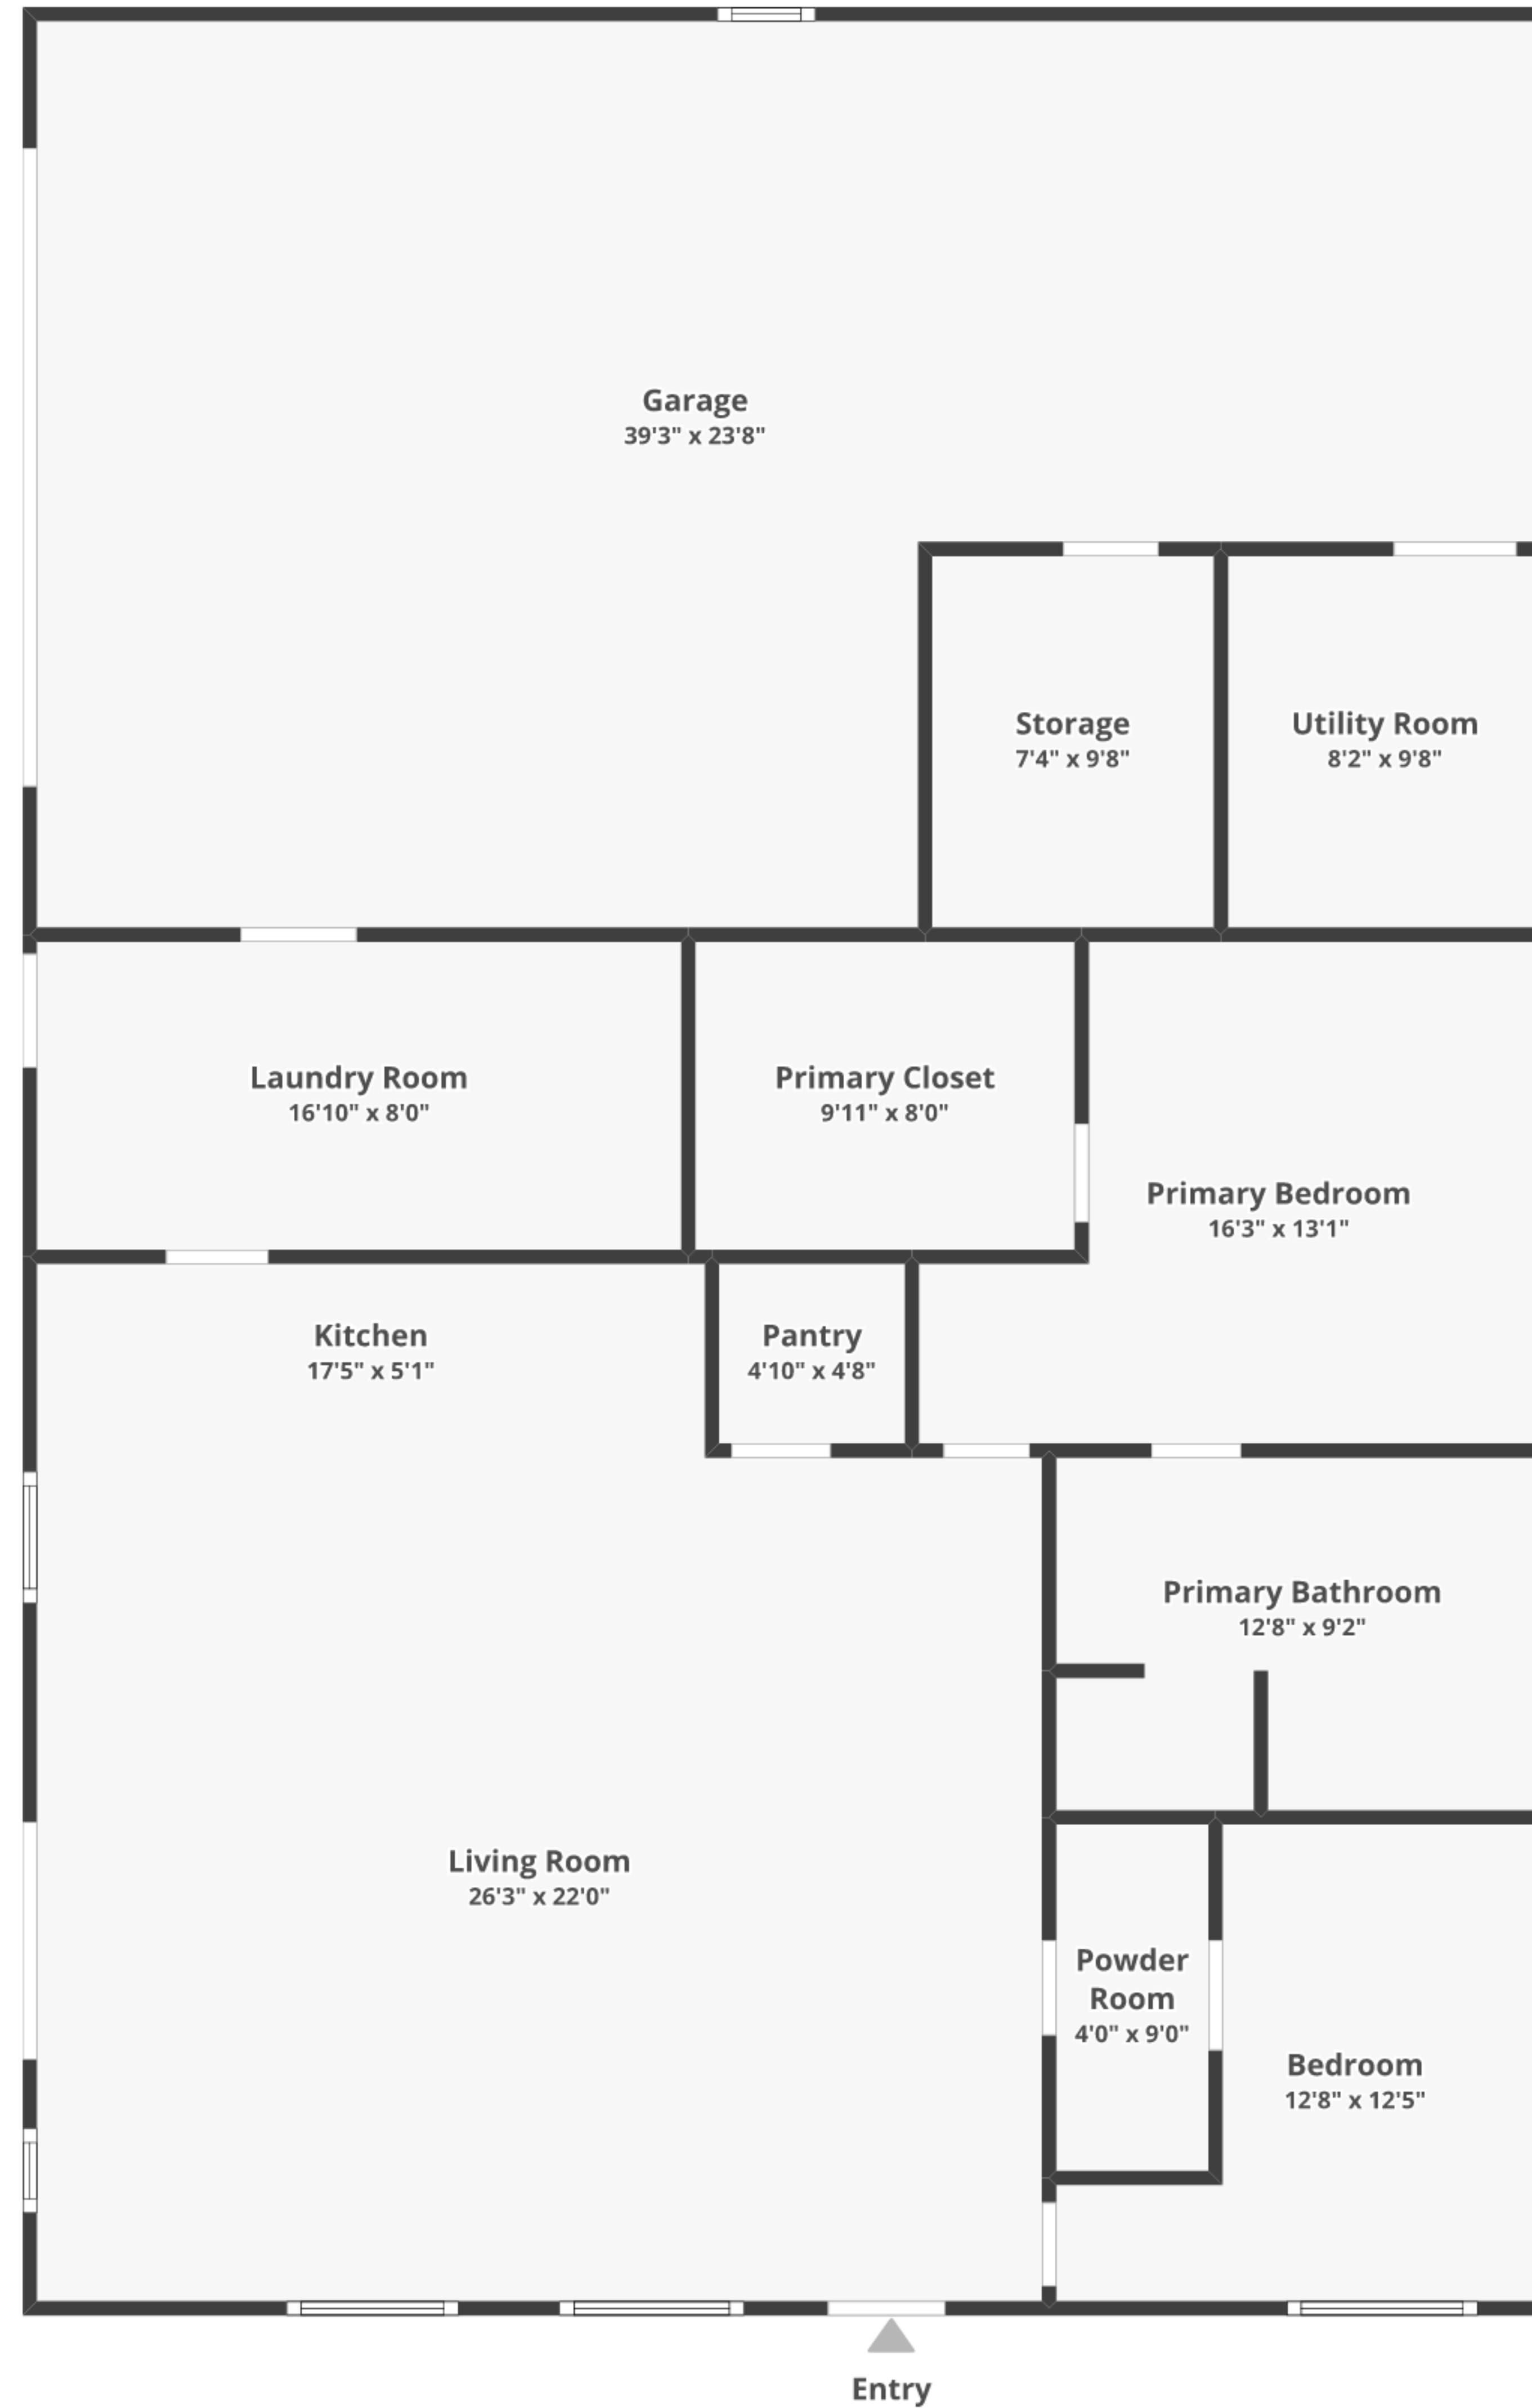 Garage
39'3" x 23'8"
Storage
7'4" x 9'8"
Utility Room
8'2" x 9'8"
Laundry Room
16'10" x 8'0"
Primary Closet
9'11" x 8'0"
Primary Bedroom
16'3" x 13'1"
Kitchen
17'5" x 5'1"
Pantry
4'10" x 4'8"
Primary Bathroom
12'8" x 9'2"
Living Room
26'3" x 22'0"
Powder
Room
4'0" x 9'0"
Bedroom
12'8" x 12'5"
Entry